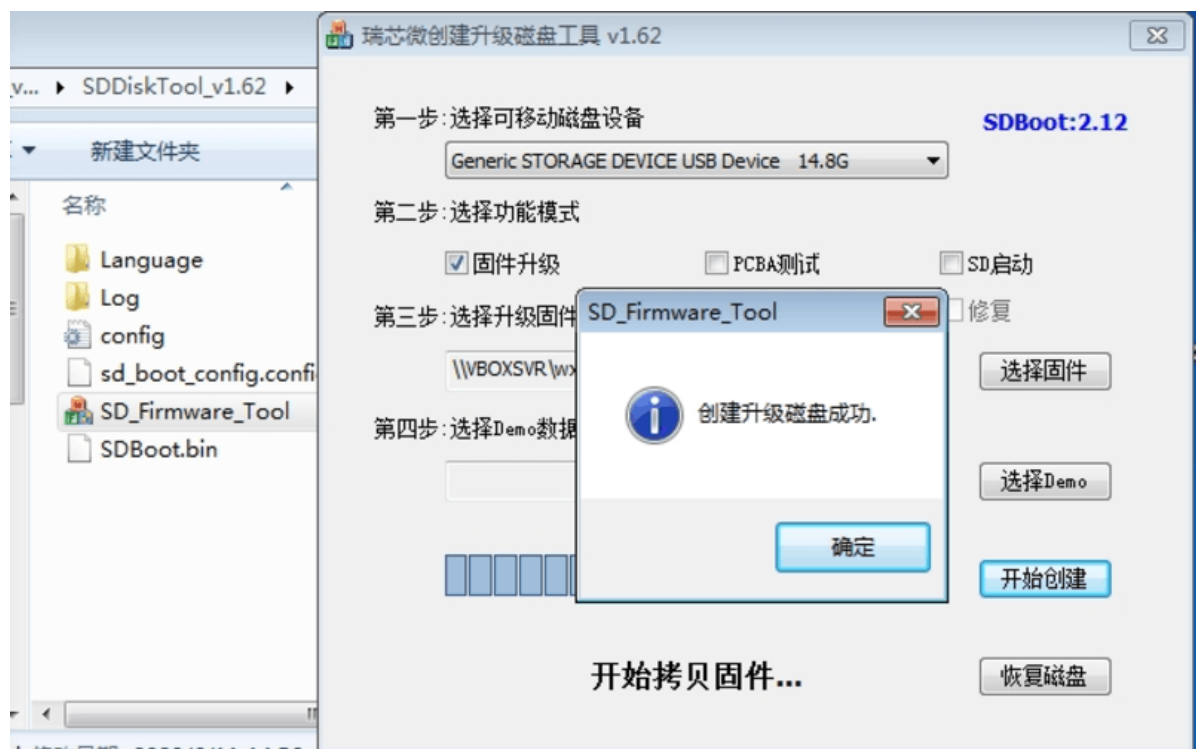 瑞芯微创建升级磁盘工具 v1.62
v... ▸ SDDiskTool_v1.62 ▸
新建文件夹
名称
Language
Log
config
sd_boot_config.confi
SD_Firmware_Tool
SDBoot.bin
第一步:选择可移动磁盘设备
SDBoot:2.12
Generic STORAGE DEVICE USB Device 14.8G
第二步:选择功能模式
固件升级
PCBA测试
SD启动
第三步:选择升级固件
修复
\\VBOXSVR\wx
选择固件
第四步:选择Demo数据
选择Demo
SD_Firmware_Tool
创建升级磁盘成功.
确定
开始创建
开始拷贝固件...
恢复磁盘